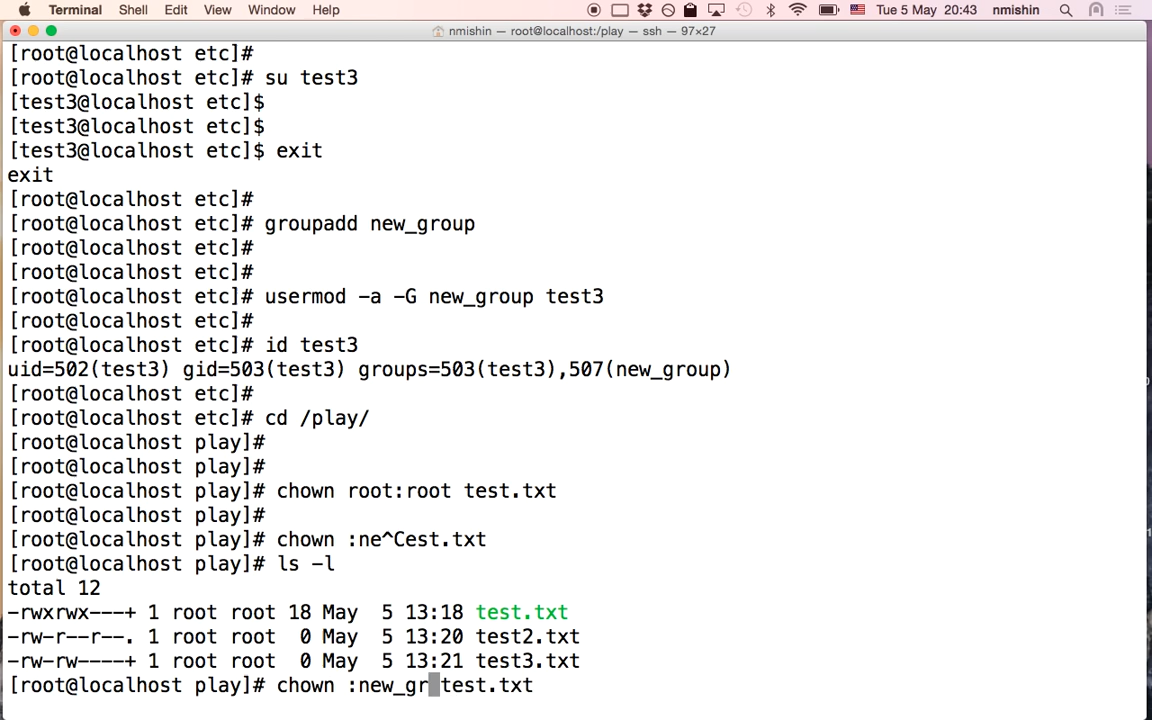 Terminal Shell Edit View Window Help Tue 5 May 20:43 nmishin
nmishin — root@localhost:/play — ssh — 97×27
[root@localhost etc]#
[root@localhost etc]# su test3
[test3@localhost etc]$
[test3@localhost etc]$
[test3@localhost etc]$ exit
exit
[root@localhost etc]#
[root@localhost etc]# groupadd new_group
[root@localhost etc]#
[root@localhost etc]#
[root@localhost etc]# usermod -a -G new_group test3
[root@localhost etc]#
[root@localhost etc]# id test3
uid=502(test3) gid=503(test3) groups=503(test3),507(new_group)
[root@localhost etc]#
[root@localhost etc]# cd /play/
[root@localhost play]#
[root@localhost play]#
[root@localhost play]# chown root:root test.txt
[root@localhost play]#
[root@localhost play]# chown :ne^Cest.txt
[root@localhost play]# ls -l
total 12
-rwxrwx---+ 1 root root 18 May  5 13:18 test.txt
-rw-r--r--. 1 root root  0 May  5 13:20 test2.txt
-rw-rw----+ 1 root root  0 May  5 13:21 test3.txt
[root@localhost play]# chown :new_gr test.txt